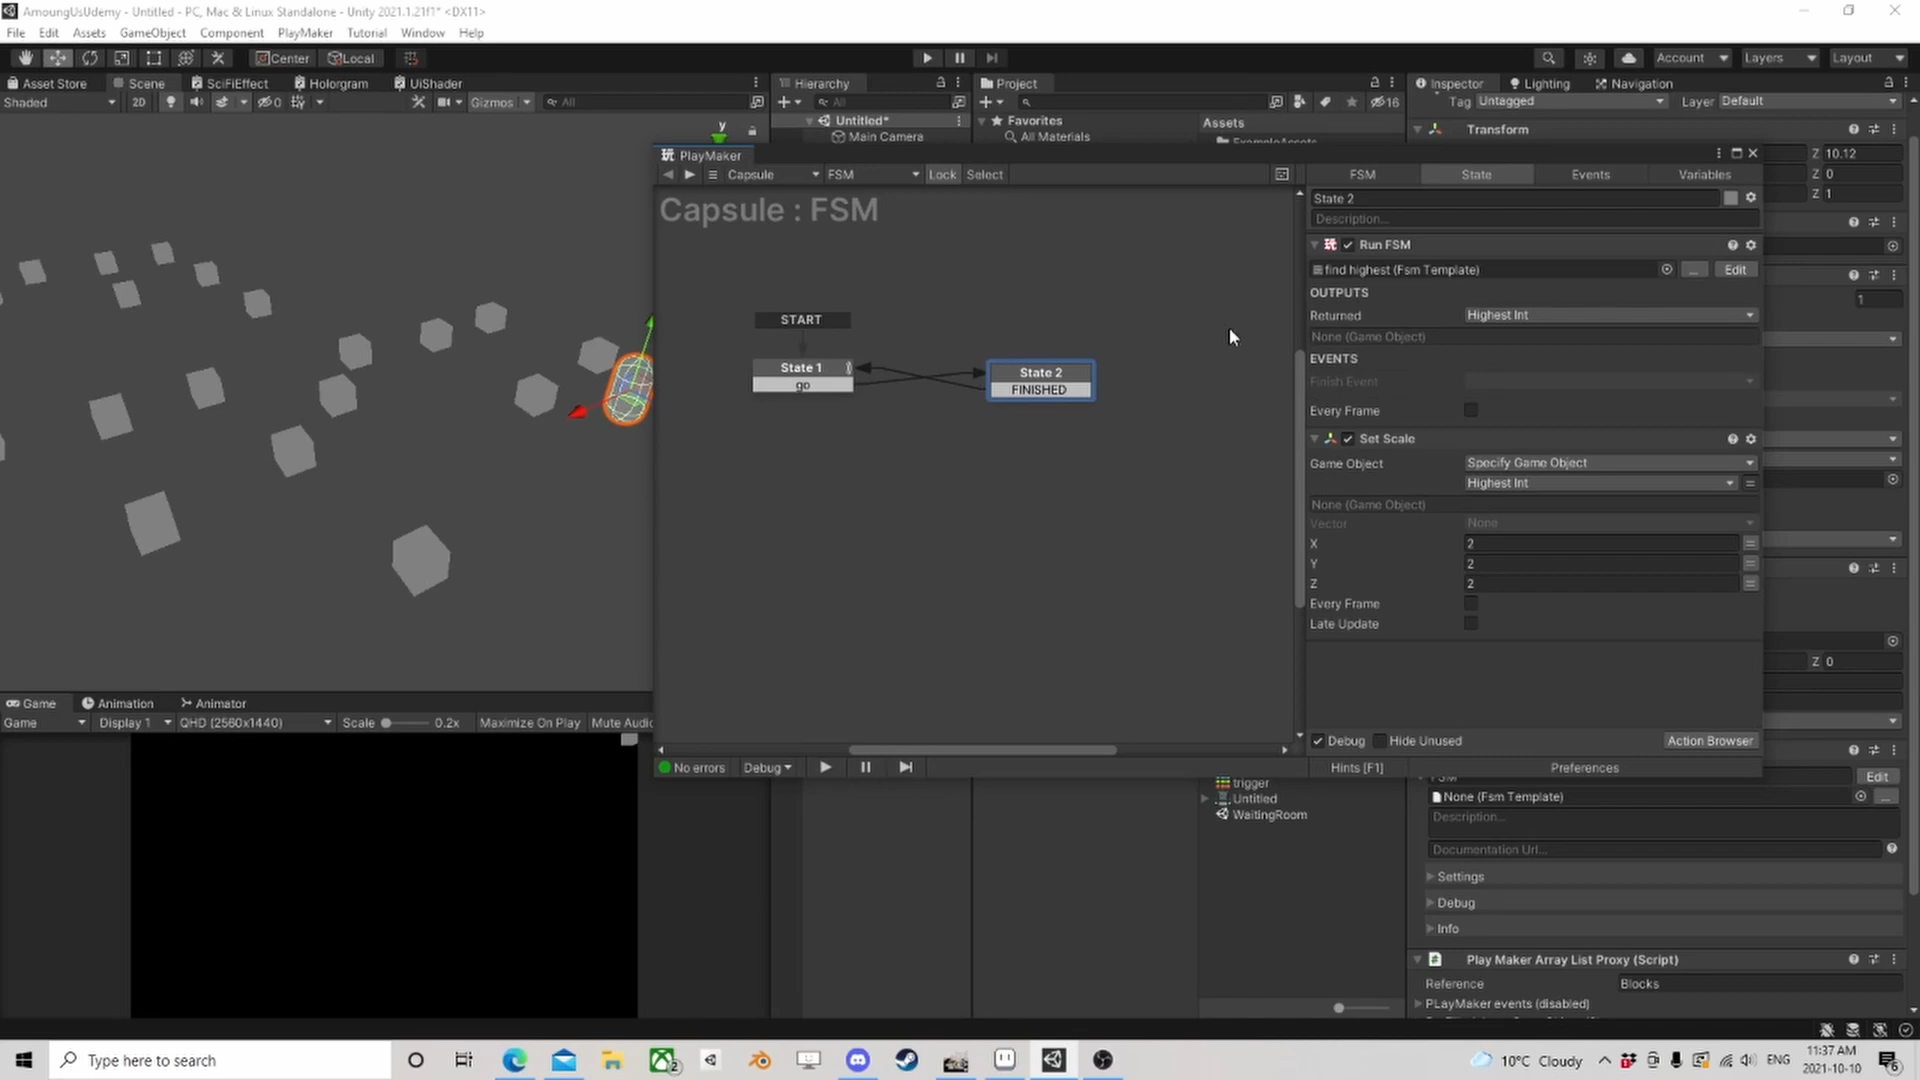 AmoungUsUdemy - Untitled - PC, Mac & Linux Standalone - Unity 2021.1.21f1* <DX11>
File Edit Assets GameObject Component PlayMaker Tutorial Window Help
Center Local Account Layers Layout
Asset Store Scene SciFiEffect Hologram UiShader Hierarchy Project Inspector Lighting Navigation
Shaded 2D 0 Gizmos All All 16 Tag Untagged Layer Default
y Untitled* Favorites Assets Transform
Main Camera All Materials
PlayMaker Z 10.12
Capsule FSM Lock Select FSM State Events Variables Z 0
Capsule : FSM State 2 Z 1
Description...
Run FSM
find highest (Fsm Template) ... Edit
OUTPUTS
Returned Highest Int
1
START None (Game Object)
EVENTS
State 1 State 2 Finish Event
go FINISHED
Every Frame
Set Scale
Game Object Specify Game Object
Highest Int
None (Game Object)
Vector None
X 2
Y 2
Z 2
Every Frame
Late Update
Z 0
Game Animation Animator
Game Display 1 QHD (2560x1440) Scale 0.2x Maximize On Play Mute Audio
Debug Hide Unused Action Browser
No errors Debug Hints [F1] Preferences
Edit
trigger
Untitled None (Fsm Template) ...
WaitingRoom Description...
Documentation Url...
Settings
Debug
Info
Play Maker Array List Proxy (Script)
Reference Blocks
PLayMaker events (disabled)
Type here to search 2 10°C Cloudy ENG 11:37 AM
2021-10-10 6